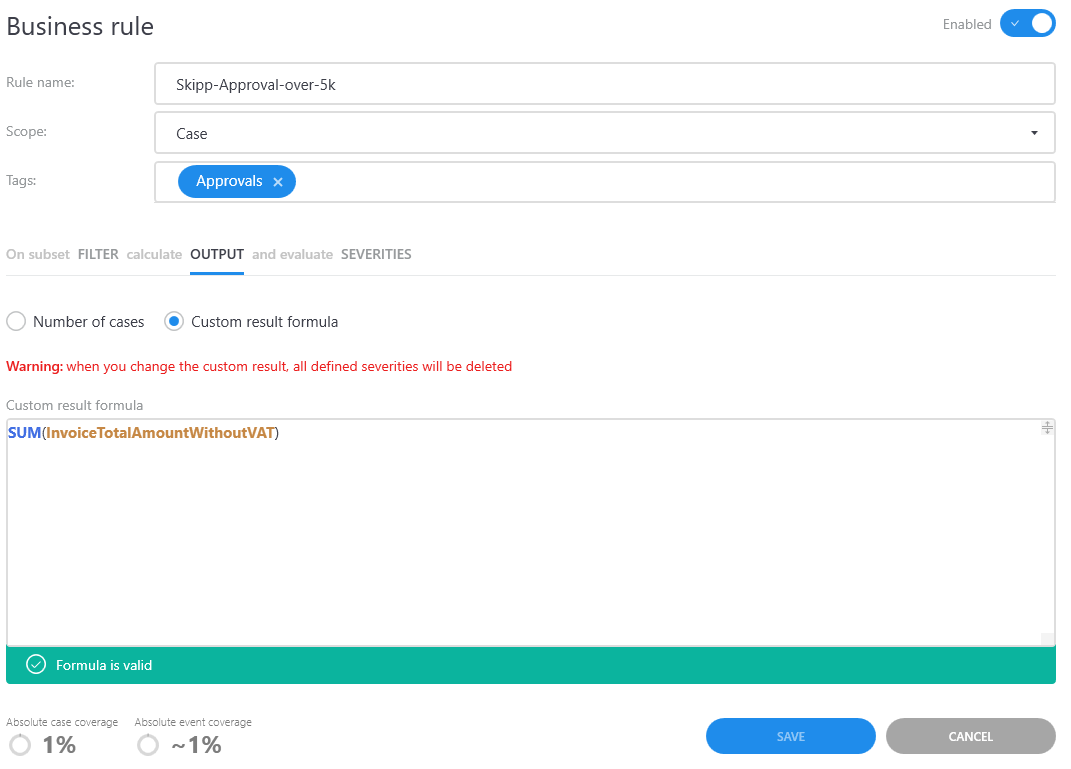 Business rule
Enabled
Rule name:
Skipp-Approval-over-5k
Scope:
Case
Tags:
Approvals ×
On subset FILTER calculate OUTPUT and evaluate SEVERITIES
Number of cases Custom result formula
Warning: when you change the custom result, all defined severities will be deleted
Custom result formula
SUM(InvoiceTotalAmountWithoutVAT)
Formula is valid
Absolute case coverage Absolute event coverage
1% ~1%
SAVE CANCEL